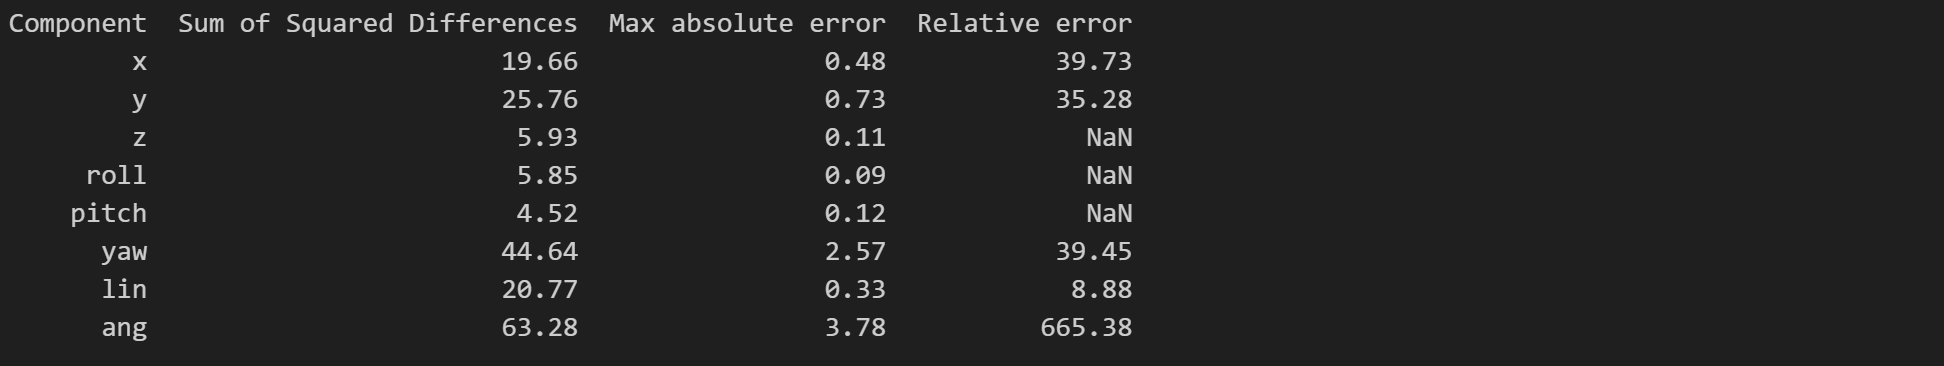 Component  Sum of Squared Differences  Max absolute error  Relative error
x  19.66  0.48  39.73
y  25.76  0.73  35.28
z  5.93  0.11  NaN
roll  5.85  0.09  NaN
pitch  4.52  0.12  NaN
yaw  44.64  2.57  39.45
lin  20.77  0.33  8.88
ang  63.28  3.78  665.38